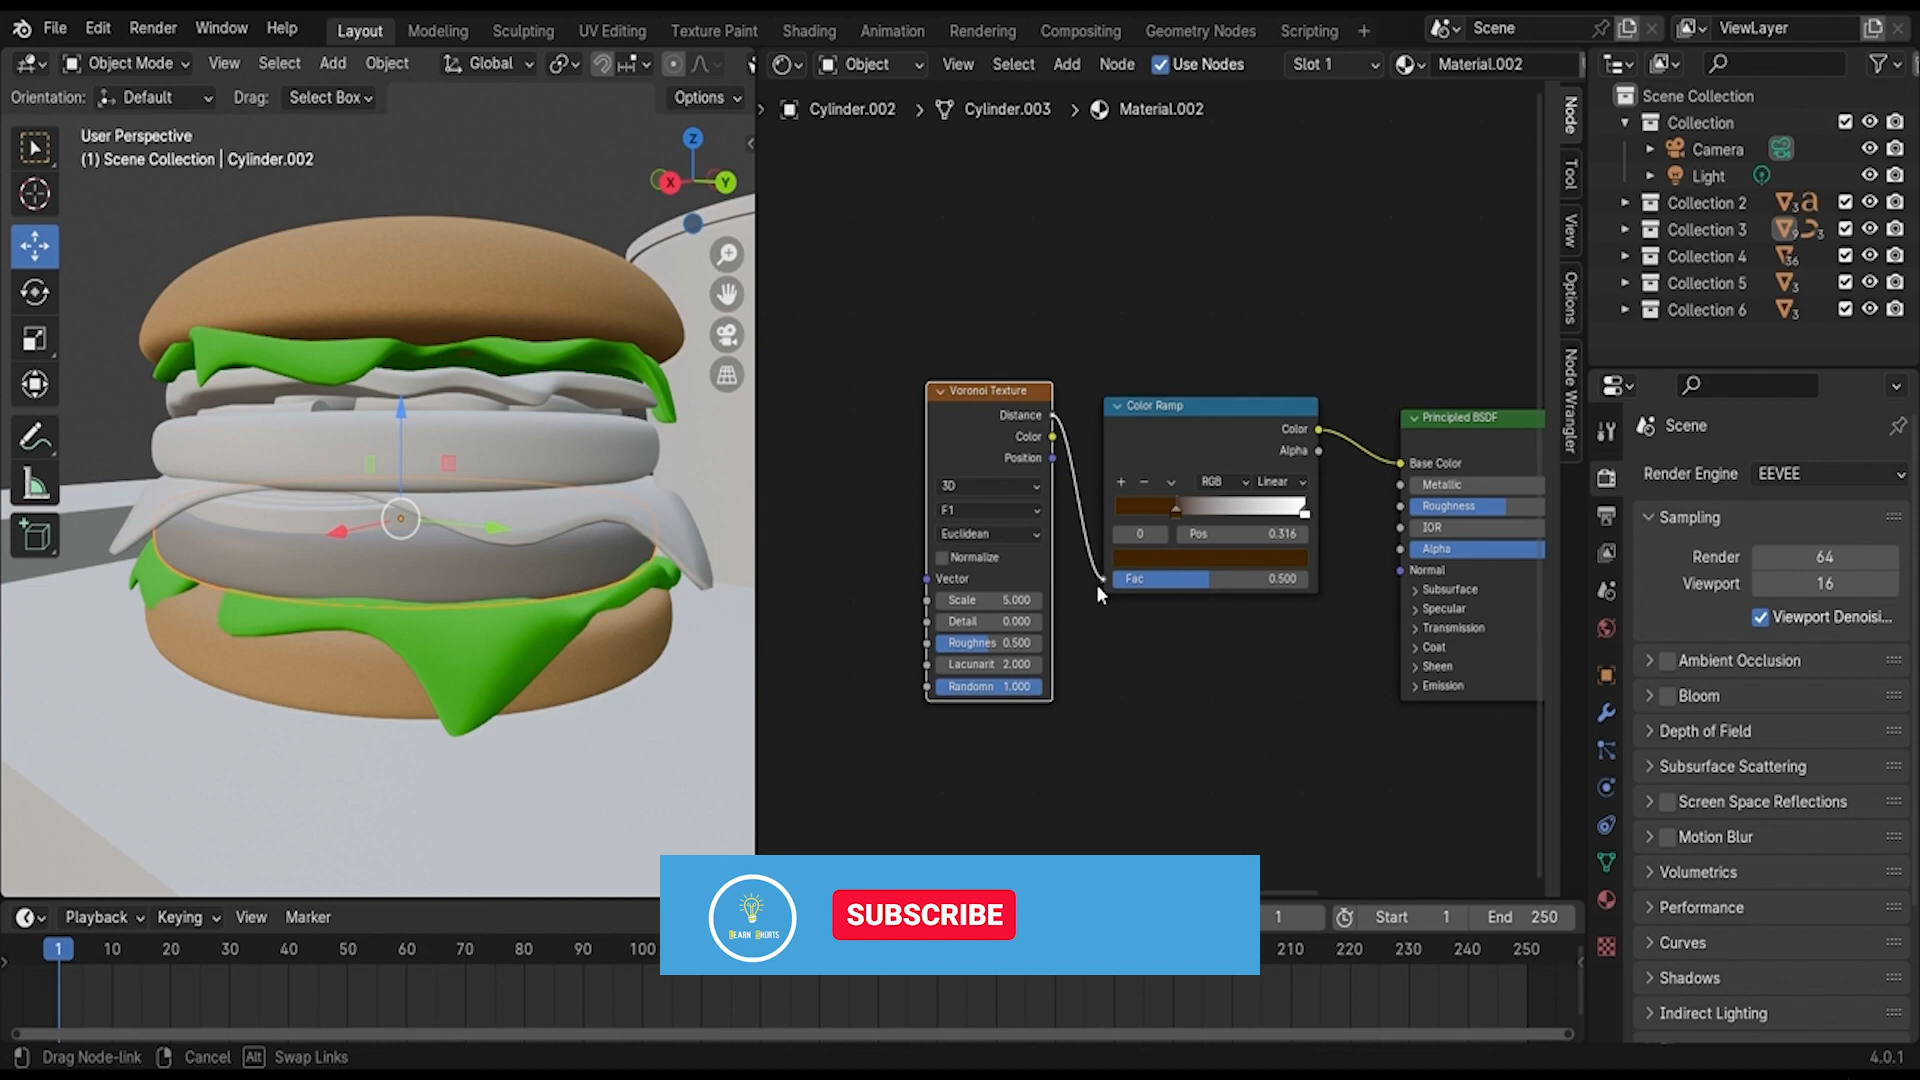 File Edit Render Window Help Layout Modeling Sculpting UV Editing Texture Paint Shading Animation Rendering Compositing Geometry Nodes Scripting + Scene ViewLayer
Object Mode View Select Add Object Global Object View Select Add Node Use Nodes Slot 1 Material.002
Orientation: Default Drag: Select Box Options
Cylinder.002 > Cylinder.003 > Material.002
User Perspective
(1) Scene Collection | Cylinder.002
Z
X
Y
Node
Tool
View
Options
Node Wrangler
Voronoi Texture
Distance
Color
Position
3D
F1
Euclidean
Normalize
Vector
Scale 5.000
Detail 0.000
Roughnes 0.500
Lacunarit 2.000
Randomn 1.000
Color Ramp
Color
Alpha
RGB Linear
0 Pos 0.316
Fac 0.500
Principled BSDF
Base Color
Metallic
Roughness
IOR
Alpha
Normal
Subsurface
Specular
Transmission
Coat
Sheen
Emission
Scene Collection
Collection
Camera
Light
Collection 2 3
Collection 3 9 3
Collection 4 36
Collection 5 3
Collection 6 3
Scene
Render Engine EEVEE
Sampling
Render 64
Viewport 16
Viewport Denoisi...
Ambient Occlusion
Bloom
Depth of Field
Subsurface Scattering
Screen Space Reflections
Motion Blur
Volumetrics
Performance
Curves
Shadows
Indirect Lighting
LEARN SHORTS
SUBSCRIBE
Playback Keying View Marker 1 Start 1 End 250
1 10 20 30 40 50 60 70 80 90 100 210 220 230 240 250
Drag Node-link Cancel Alt Swap Links 4.0.1